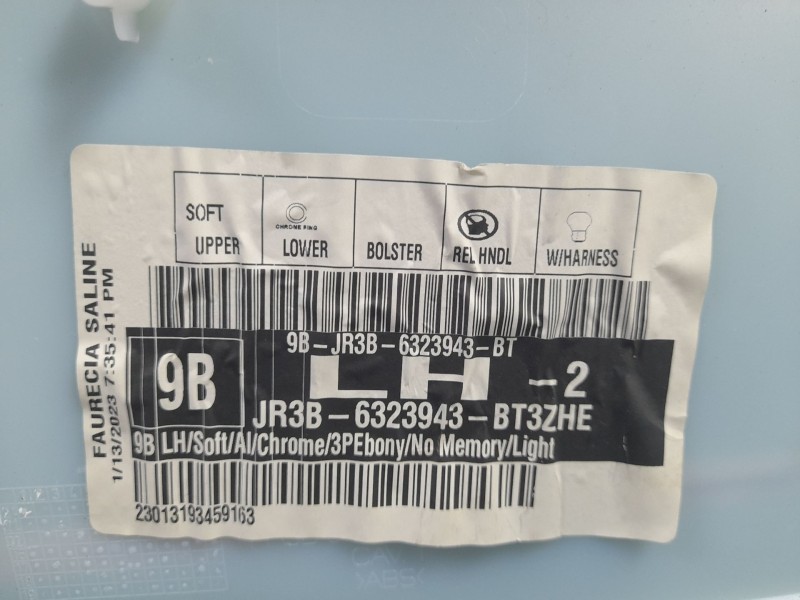 SOFT
UPPER
CHROME RING
LOWER
BOLSTER
REL HNDL
W/HARNESS
FAURECIA SALINE
1/13/2023 7:35:41 PM
9B-JR3B-6323943-BT
9B
LH -2
JR3B-6323943-BT3ZHE
9B LH/Soft/Al/Chrome/3PEbony/No Memory/Light
23013193459163